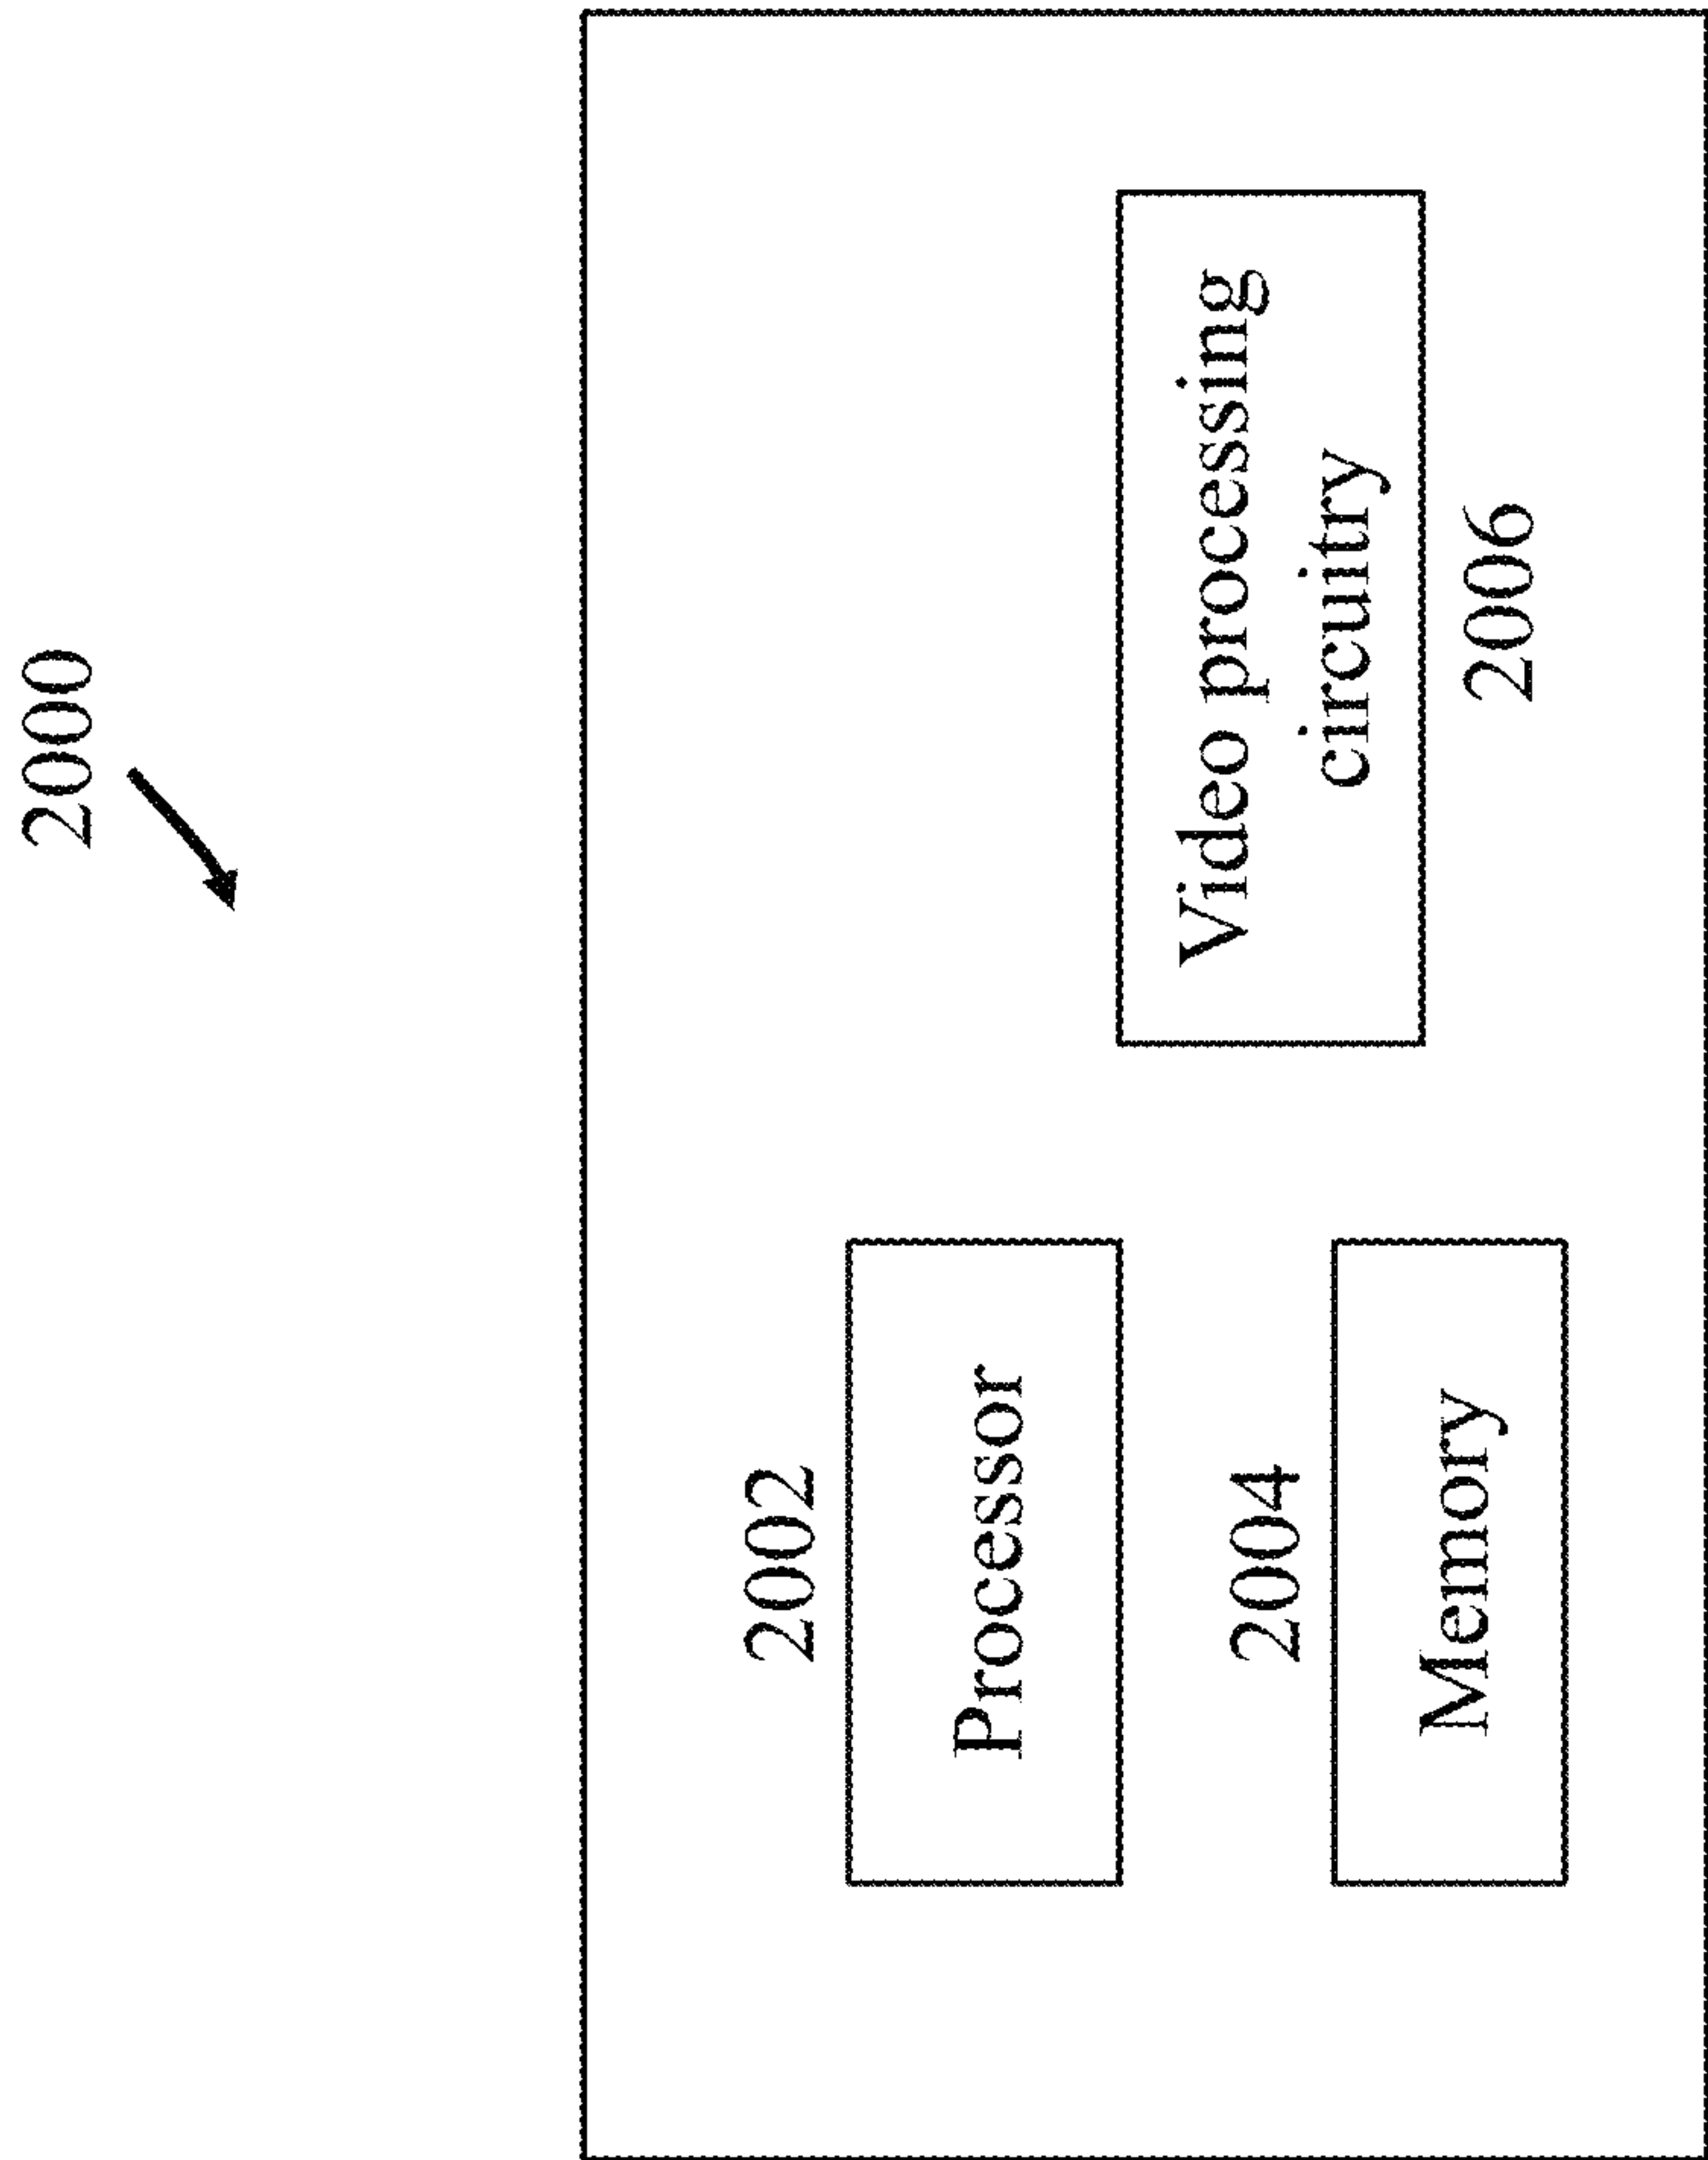 2000
2002
Processor
2004
Memory
Video processing
circuitry
2006